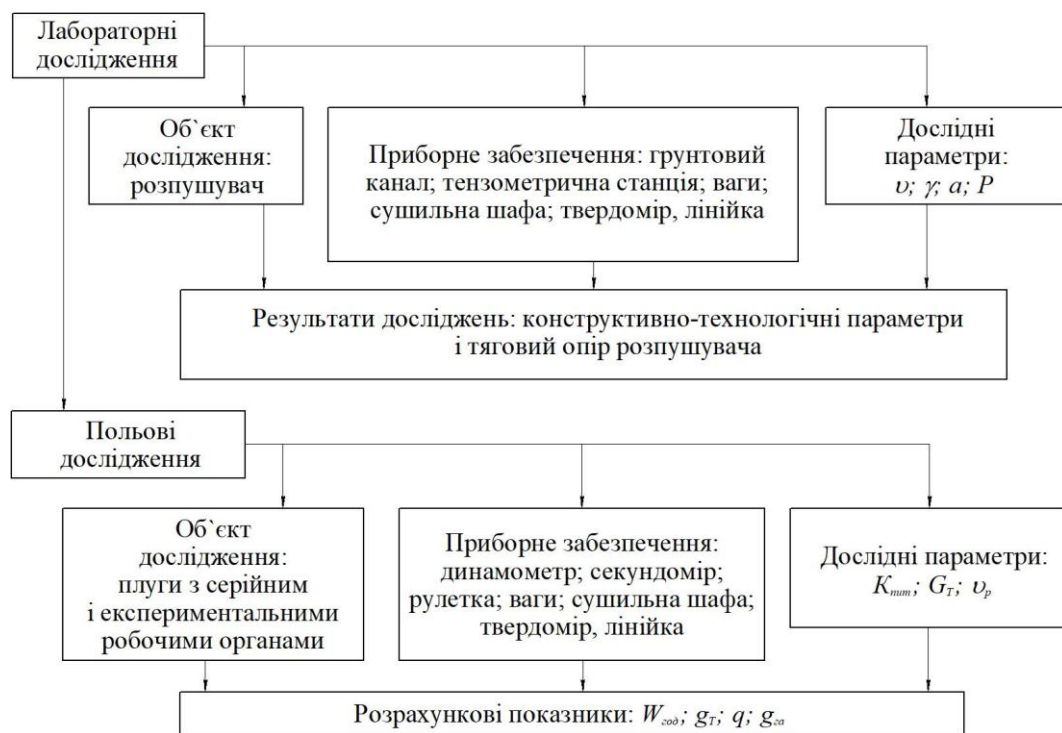 Лабораторні
дослідження
Об`єкт
дослідження:
розпушувач
Приборне забезпечення: грунтовий
канал; тензометрична станція; ваги;
сушильна шафа; твердомір, лінійка
Дослідні
параметри:
υ; γ; a; P
Результати досліджень: конструктивно-технологічні параметри
і тяговий опір розпушувача
Польові
дослідження
Об`єкт
дослідження:
плуги з серійним
і експериментальними
робочими органами
Приборне забезпечення:
динамометр; секундомір;
рулетка; ваги; сушильна шафа;
твердомір, лінійка
Дослідні параметри:
Kпит; GT; υp
Розрахункові показники: Wгод; gT; q; gга